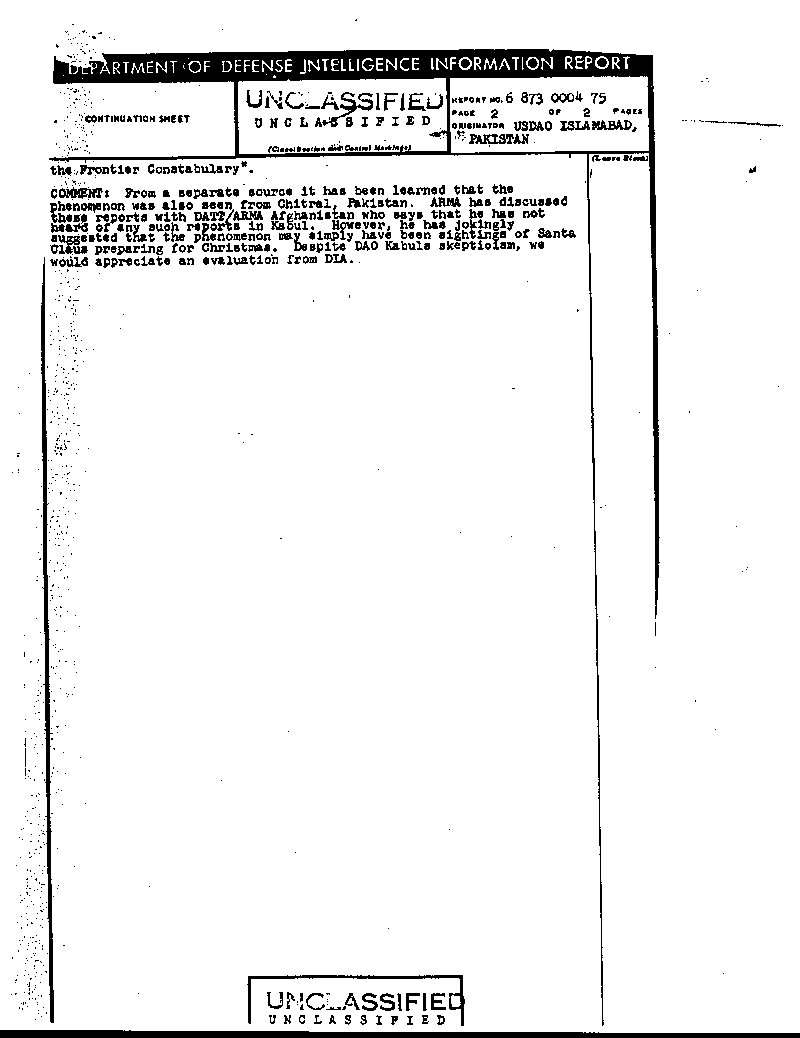 DEPARTMENT OF DEFENSE INTELLIGENCE INFORMATION REPORT
CONTINUATION SHEET
UNCLASSIFIED
UNCLASSIFIED
(Classification and Control Markings)
REPORT NO. 6 873 0004 75
PAGE 2 OF 2 PAGES
ORIGINATOR USDAO ISLAMABAD,
PAKISTAN
(Leave Blank)
the Frontier Constabulary".
COMMENT: From a separate source it has been learned that the
phenomenon was also seen from Chitral, Pakistan. ARMA has discussed
these reports with DATT/ARMA Afghanistan who says that he has not
heard of any such reports in Kabul. However, he has jokingly
suggested that the phenomenon may simply have been sightings of Santa
Claus preparing for Christmas. Despite DAO Kabuls skepticism, we
would appreciate an evaluation from DIA.
UNCLASSIFIED
UNCLASSIFIED